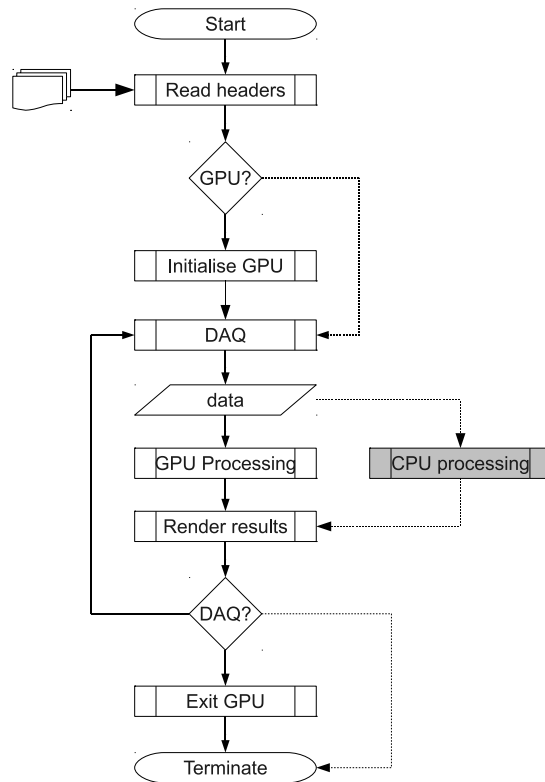 Start
Read headers
GPU?
Initialise GPU
DAQ
data
GPU Processing
CPU processing
Render results
DAQ?
Exit GPU
Terminate